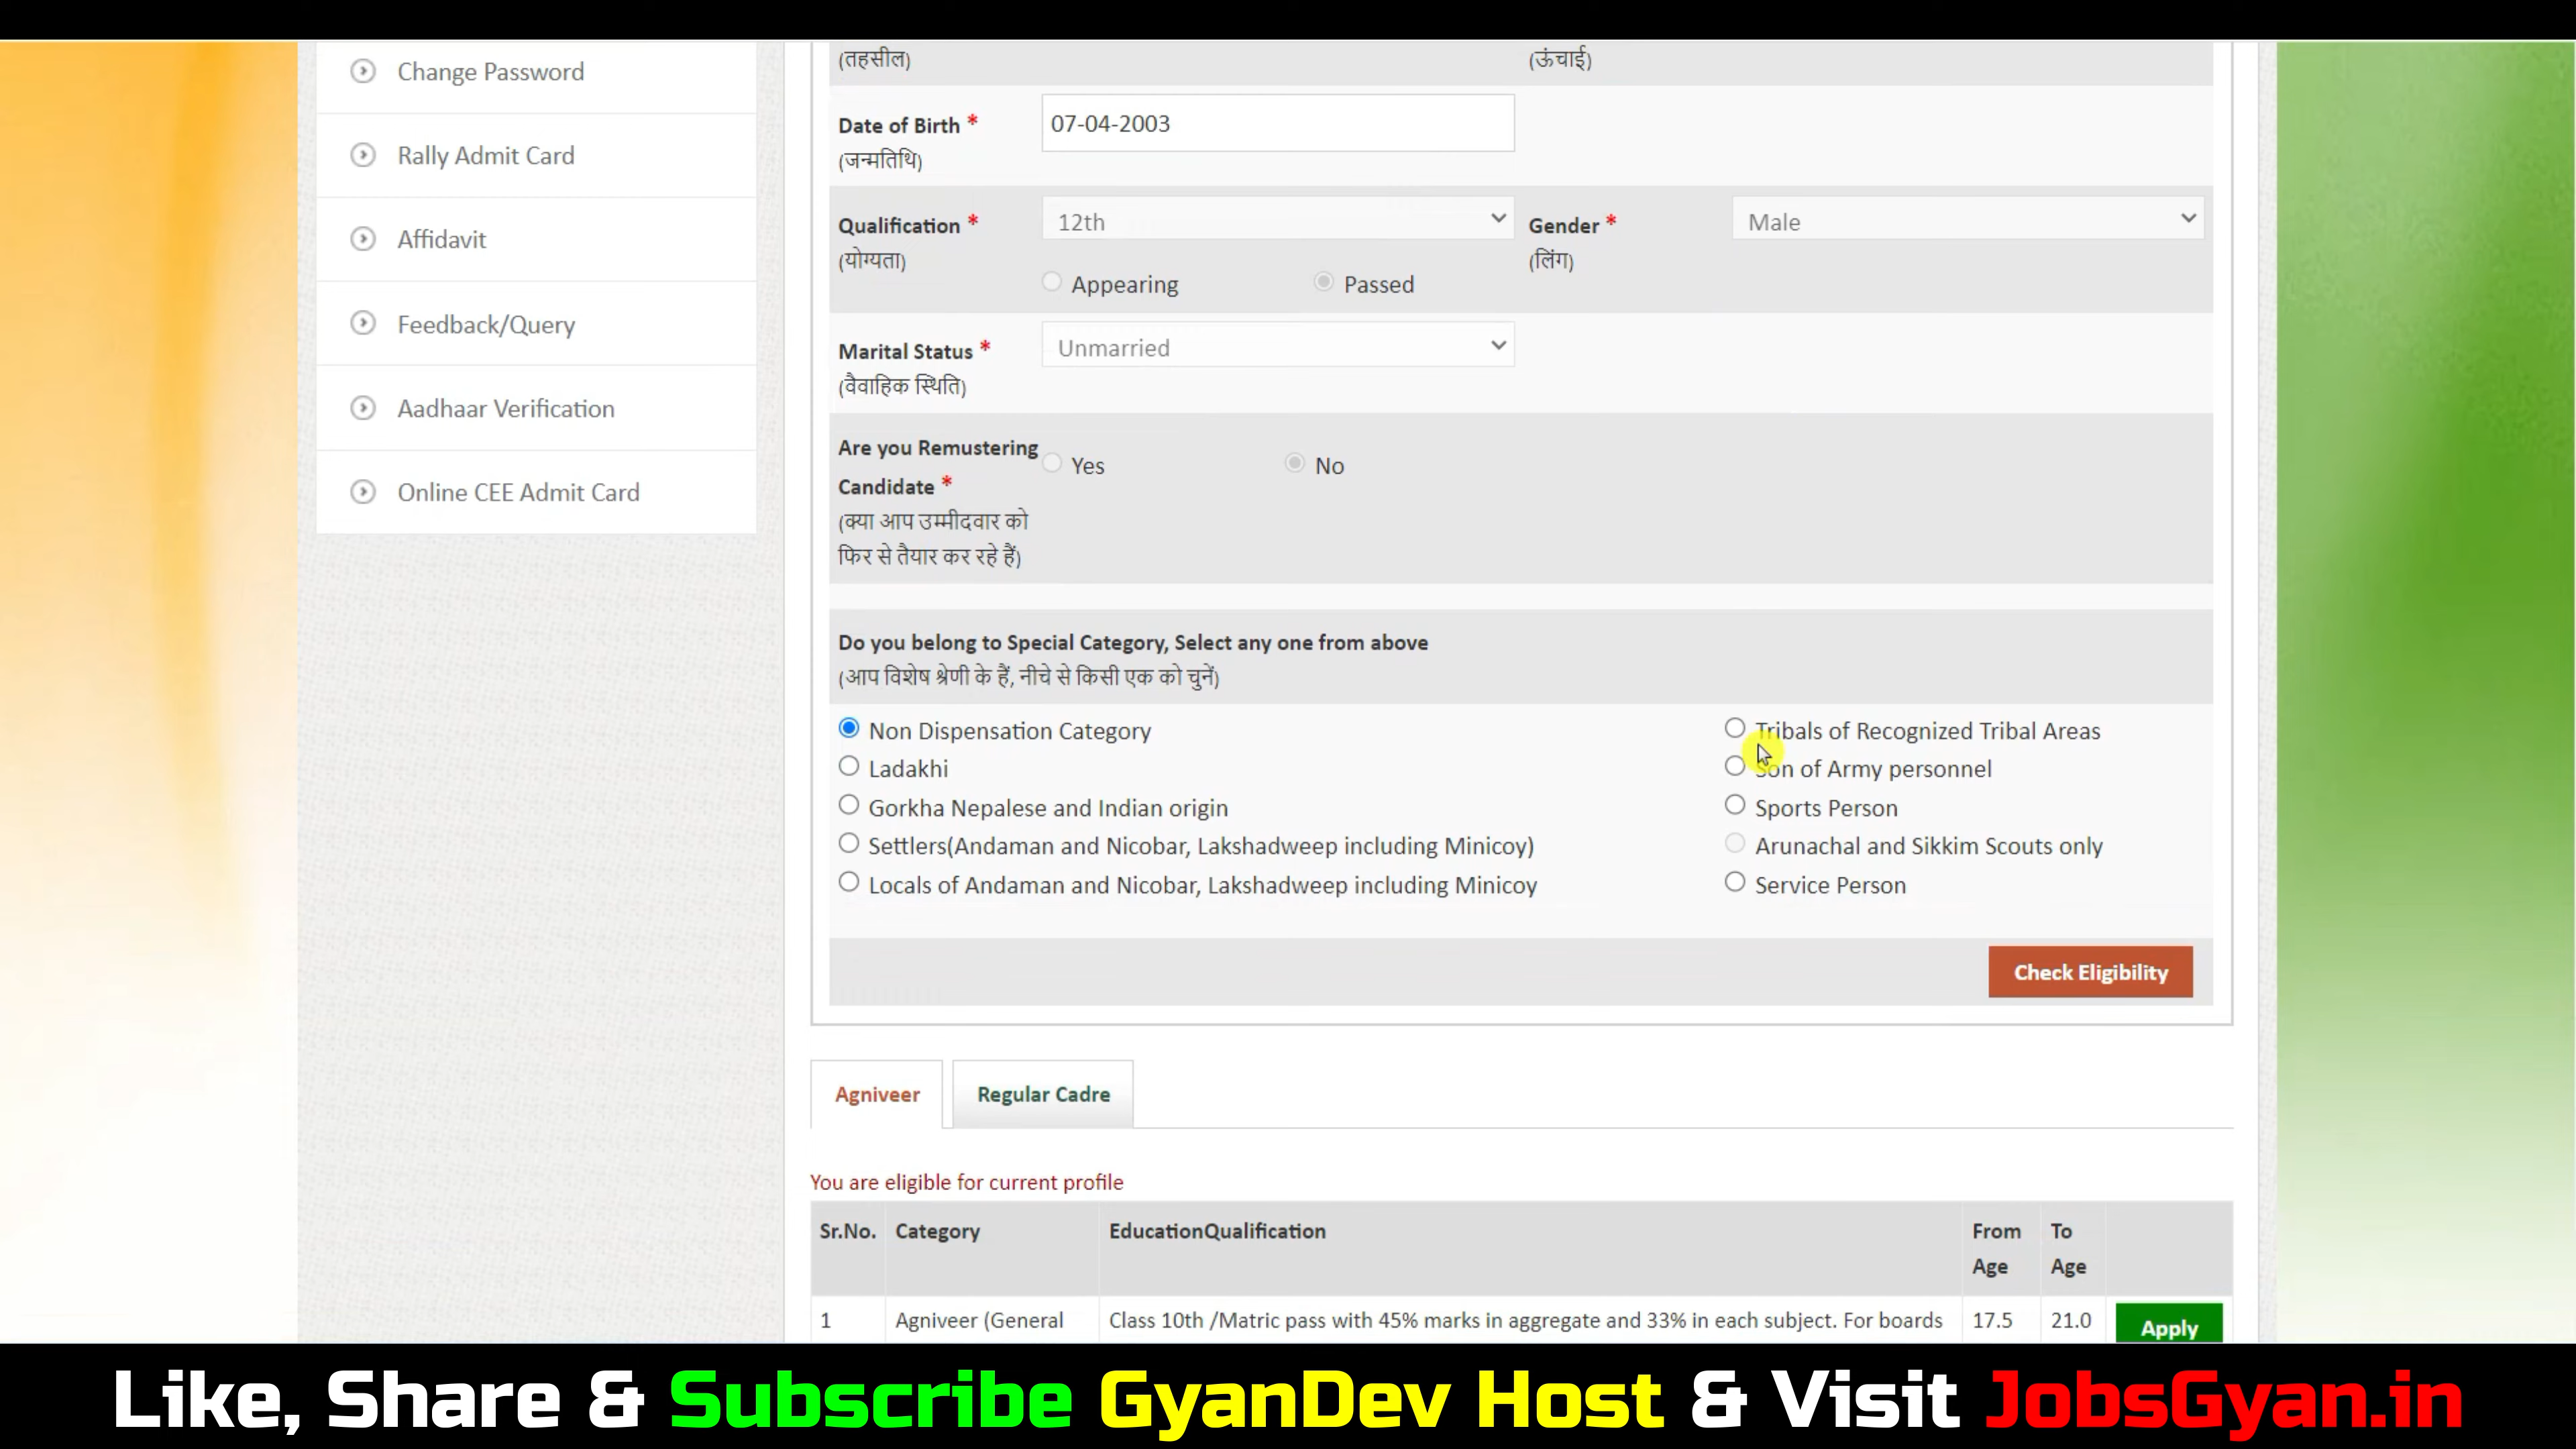 (तहसील) (ऊंचाई)
Change Password
Rally Admit Card
Affidavit
Feedback/Query
Aadhaar Verification
Online CEE Admit Card
Date of Birth * 07-04-2003
(जन्मतिथि)
Qualification * 12th Gender * Male
(योग्यता) (लिंग)
Appearing Passed
Marital Status * Unmarried
(वैवाहिक स्थिति)
Are you Remustering Yes No
Candidate *
(क्या आप उम्मीदवार को
फिर से तैयार कर रहे हैं)
Do you belong to Special Category, Select any one from above
(आप विशेष श्रेणी के हैं, नीचे से किसी एक को चुनें)
Non Dispensation Category Tribals of Recognized Tribal Areas
Ladakhi Son of Army personnel
Gorkha Nepalese and Indian origin Sports Person
Settlers(Andaman and Nicobar, Lakshadweep including Minicoy) Arunachal and Sikkim Scouts only
Locals of Andaman and Nicobar, Lakshadweep including Minicoy Service Person
Check Eligibility
Agniveer Regular Cadre
You are eligible for current profile
Sr.No. Category EducationQualification From To
Age Age
1 Agniveer (General Class 10th /Matric pass with 45% marks in aggregate and 33% in each subject. For boards 17.5 21.0 Apply
Like, Share & Subscribe GyanDev Host & Visit JobsGyan.in